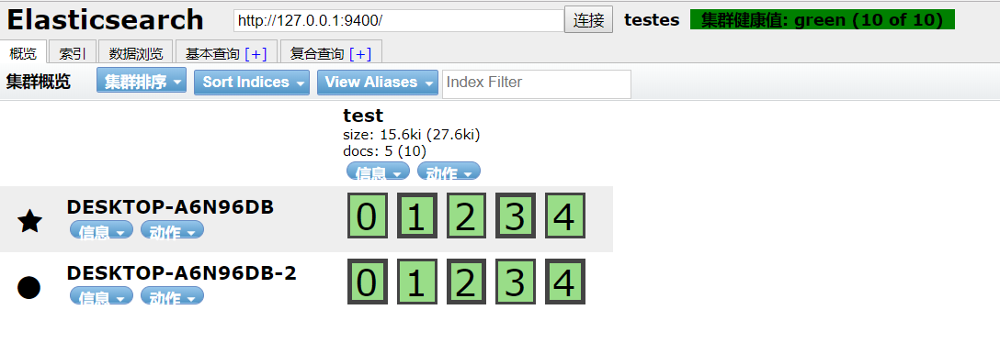 Elasticsearch http://127.0.0.1:9400/ 连接 testes 集群健康值: green (10 of 10)
概览 索引 数据浏览 基本查询 [+] 复合查询 [+]
集群概览 集群排序 Sort Indices View Aliases Index Filter
test
size: 15.6ki (27.6ki)
docs: 5 (10)
信息 动作
DESKTOP-A6N96DB 0 1 2 3 4
信息 动作
DESKTOP-A6N96DB-2 0 1 2 3 4
信息 动作